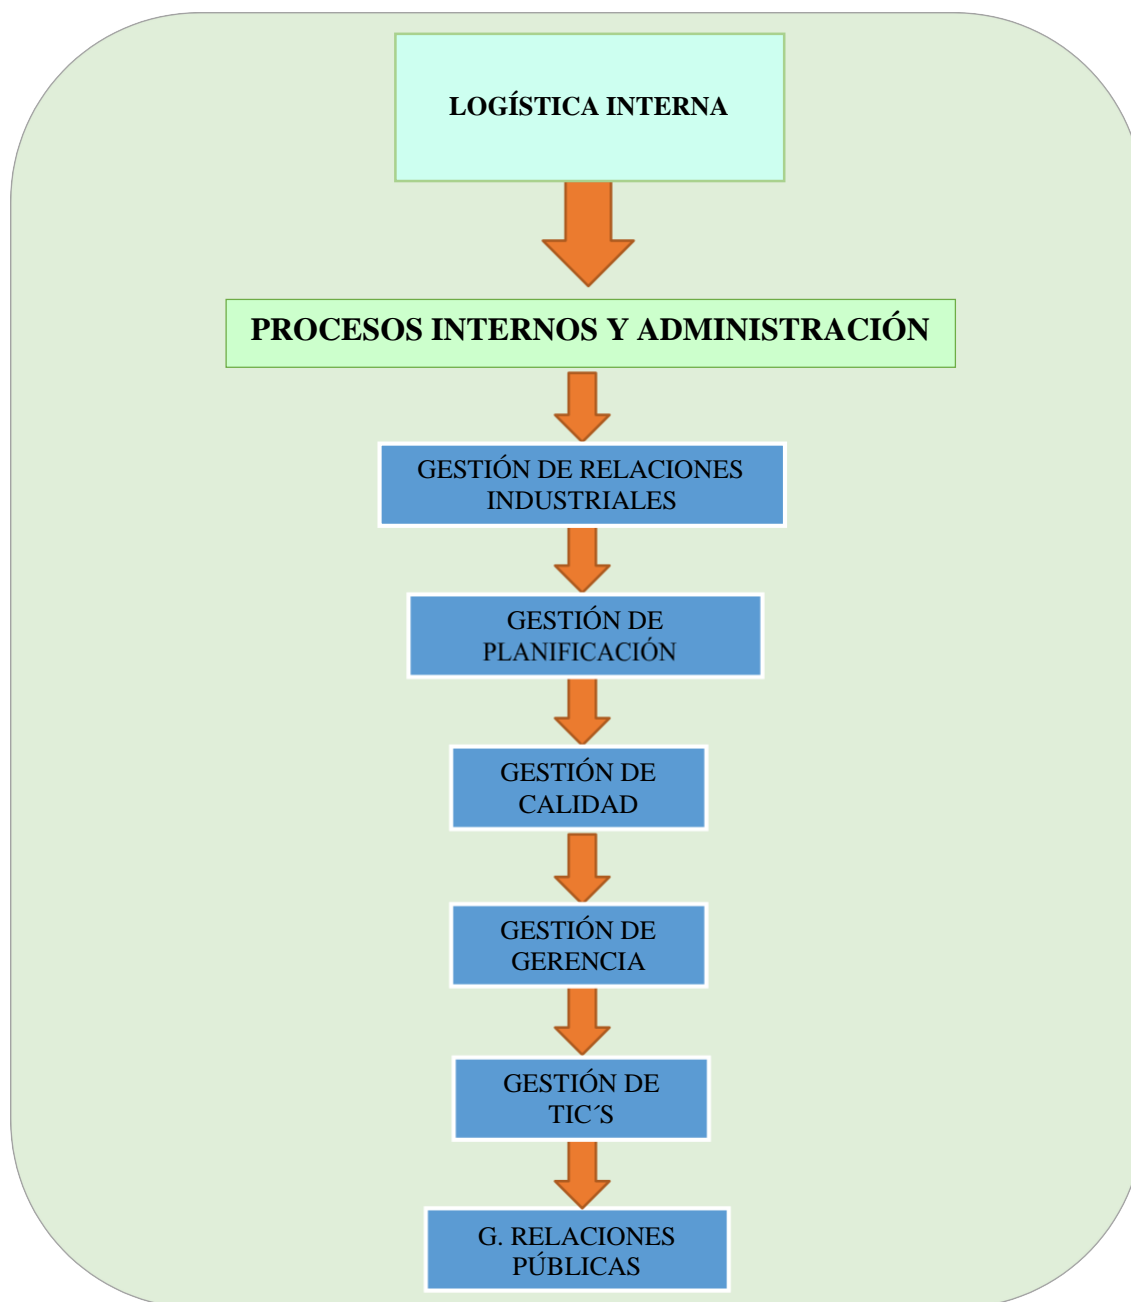 LOGÍSTICA INTERNA
PROCESOS INTERNOS Y ADMINISTRACIÓN
GESTIÓN DE RELACIONES
INDUSTRIALES
GESTIÓN DE
PLANIFICACIÓN
GESTIÓN DE
CALIDAD
GESTIÓN DE
GERENCIA
GESTIÓN DE
TIC´S
G. RELACIONES
PÚBLICAS